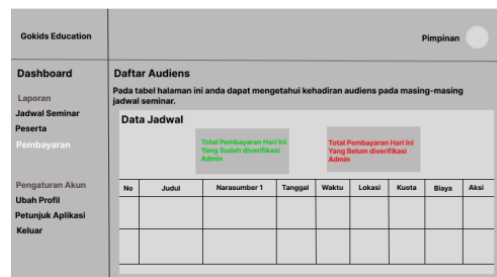 Gokids Education
Pimpinan
Dashboard
Laporan
Jadwal Seminar
Peserta
Pembayaran
Pengaturan Akun
Ubah Profil
Petunjuk Aplikasi
Keluar
Daftar Audiens
Pada tabel halaman ini anda dapat mengetahui kehadiran audiens pada masing-masing
jadwal seminar.
Data Jadwal
Total Pembayaran Hari Ini
Yang Sudah diverifikasi
Admin
Total Pembayaran Hari Ini
Yang Belum diverifikasi
Admin
No Judul Narasumber 1 Tanggal Waktu Lokasi Kuota Biaya Aksi